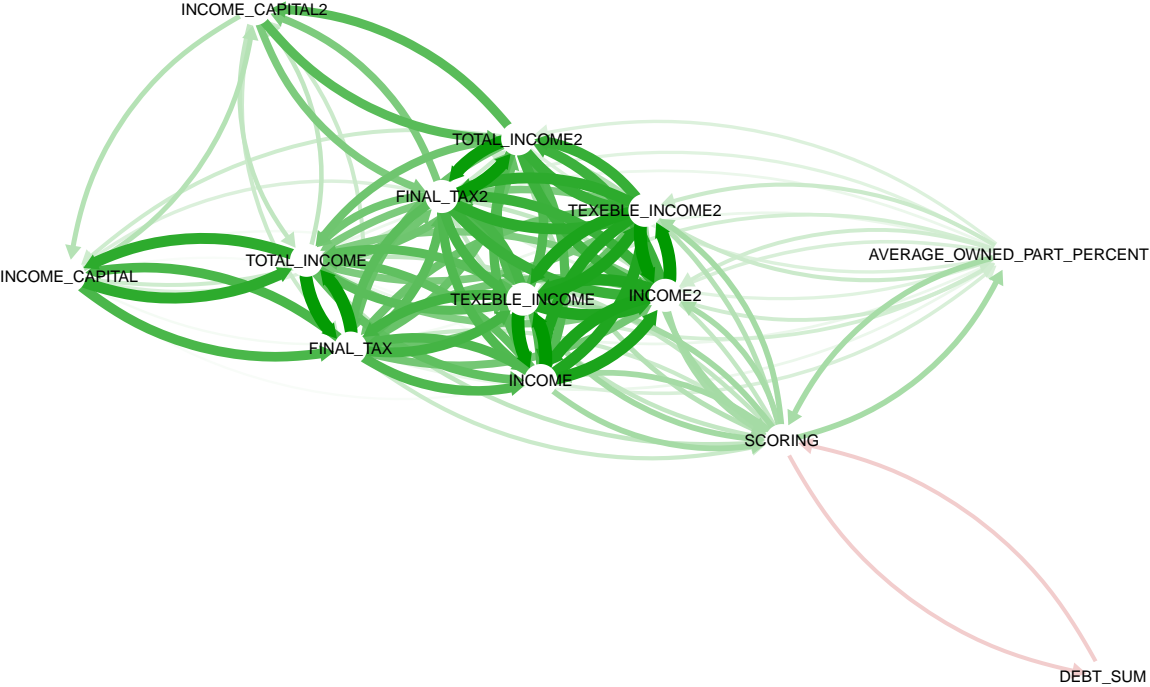 INCOME_CAPITAL2
TOTAL_INCOME2
FINAL_TAX2
TEXEBLE_INCOME2
AVERAGE_OWNED_PART_PERCENT
TOTAL_INCOME
INCOME_CAPITAL
TEXEBLE_INCOME
INCOME2
FINAL_TAX
INCOME
SCORING
DEBT_SUM